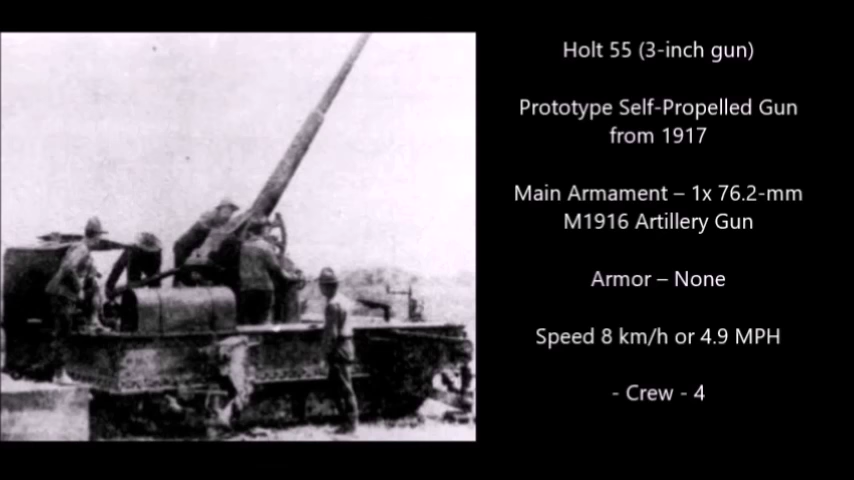 Holt 55 (3-inch gun)
Prototype Self-Propelled Gun
from 1917
Main Armament – 1x 76.2-mm
M1916 Artillery Gun
Armor – None
Speed 8 km/h or 4.9 MPH
- Crew - 4